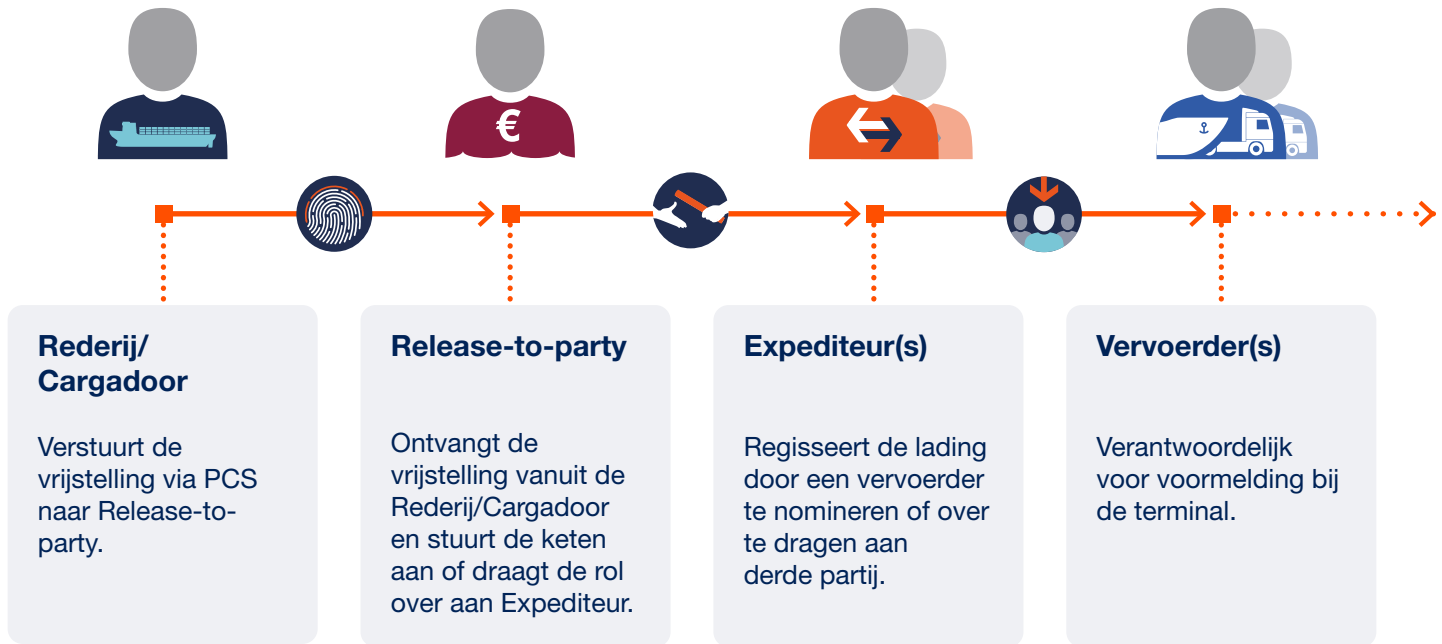 €
Rederij/
Cargadoor
Verstuurt de
vrijstelling via PCS
naar Release-to-
party.
Release-to-party
Ontvangt de
vrijstelling vanuit de
Rederij/Cargadoor
en stuurt de keten
aan of draagt de rol
over aan Expediteur.
Expediteur(s)
Regisseert de lading
door een vervoerder
te nomineren of over
te dragen aan
derde partij.
Vervoerder(s)
Verantwoordelijk
voor voormelding bij
de terminal.